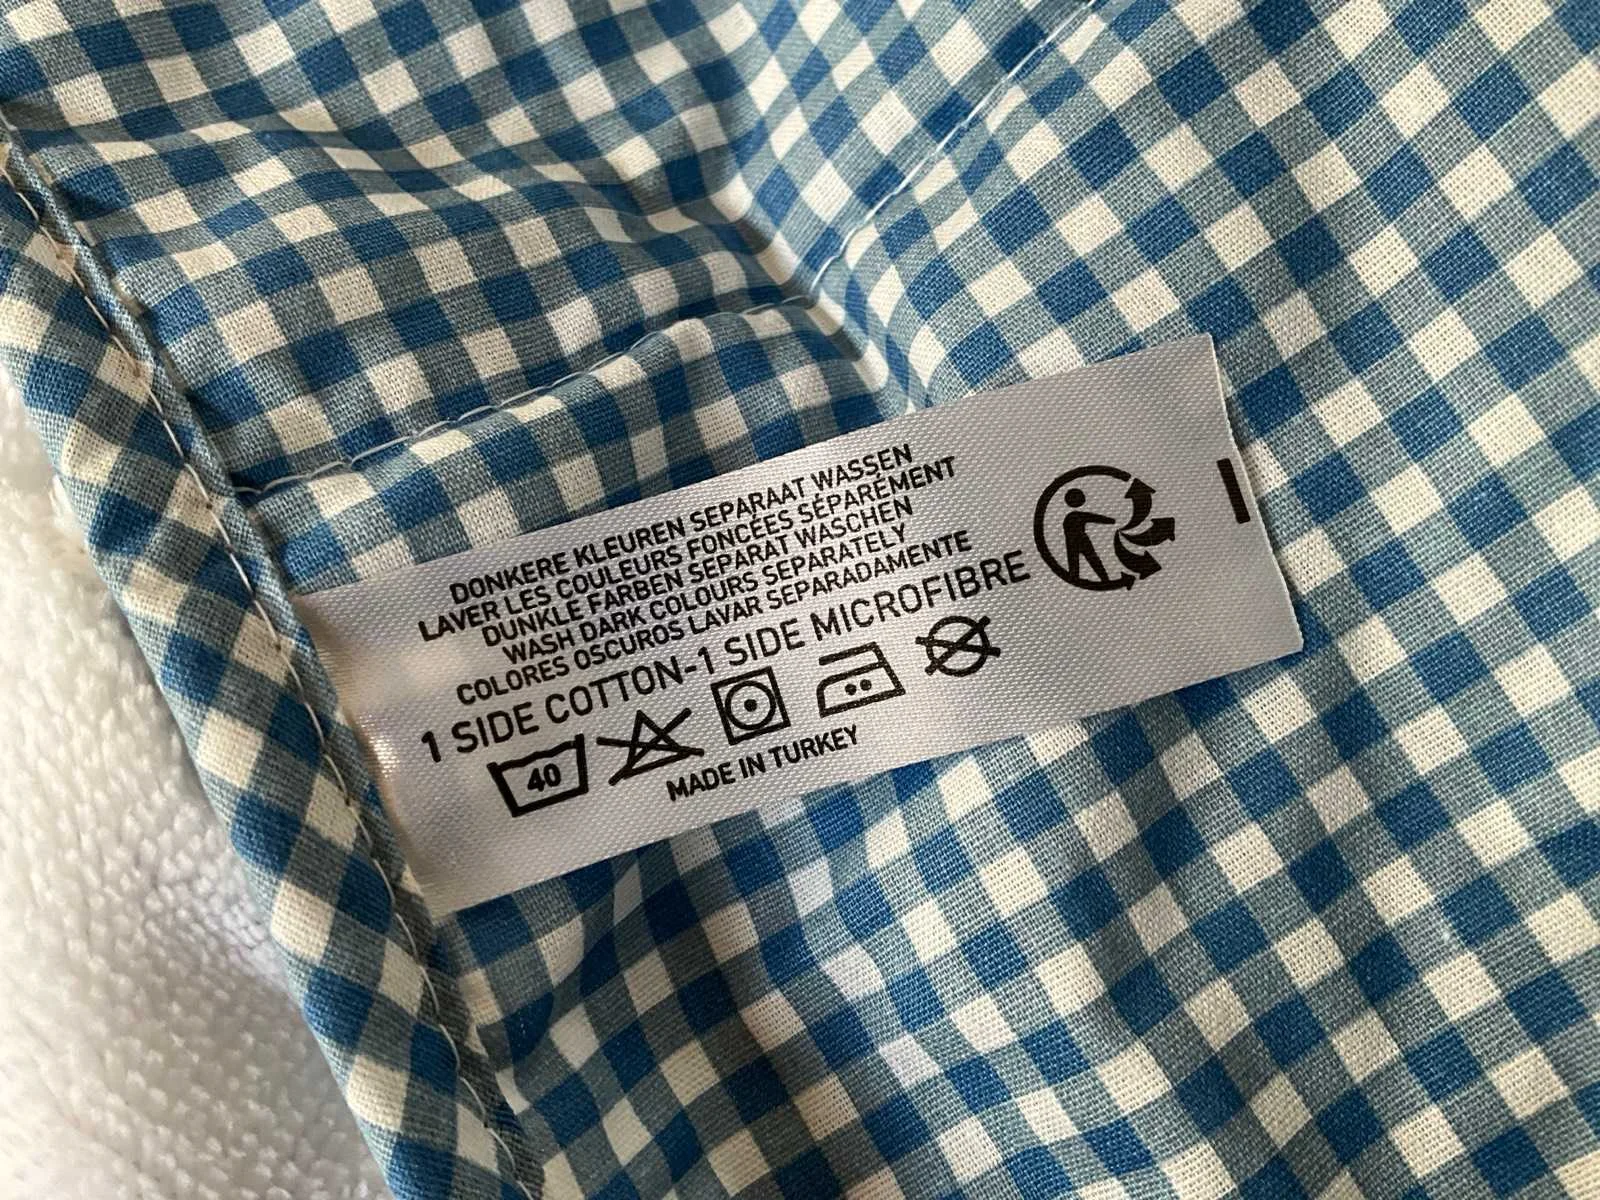 DONKERE KLEUREN SEPARAAT WASSEN
LAVER LES COULEURS FONCÉES SÉPARÉMENT
DUNKLE FARBEN SEPARAT WASCHEN
WASH DARK COLOURS SEPARATELY
COLORES OSCUROS LAVAR SEPARADAMENTE
1 SIDE COTTON-1 SIDE MICROFIBRE
40
MADE IN TURKEY